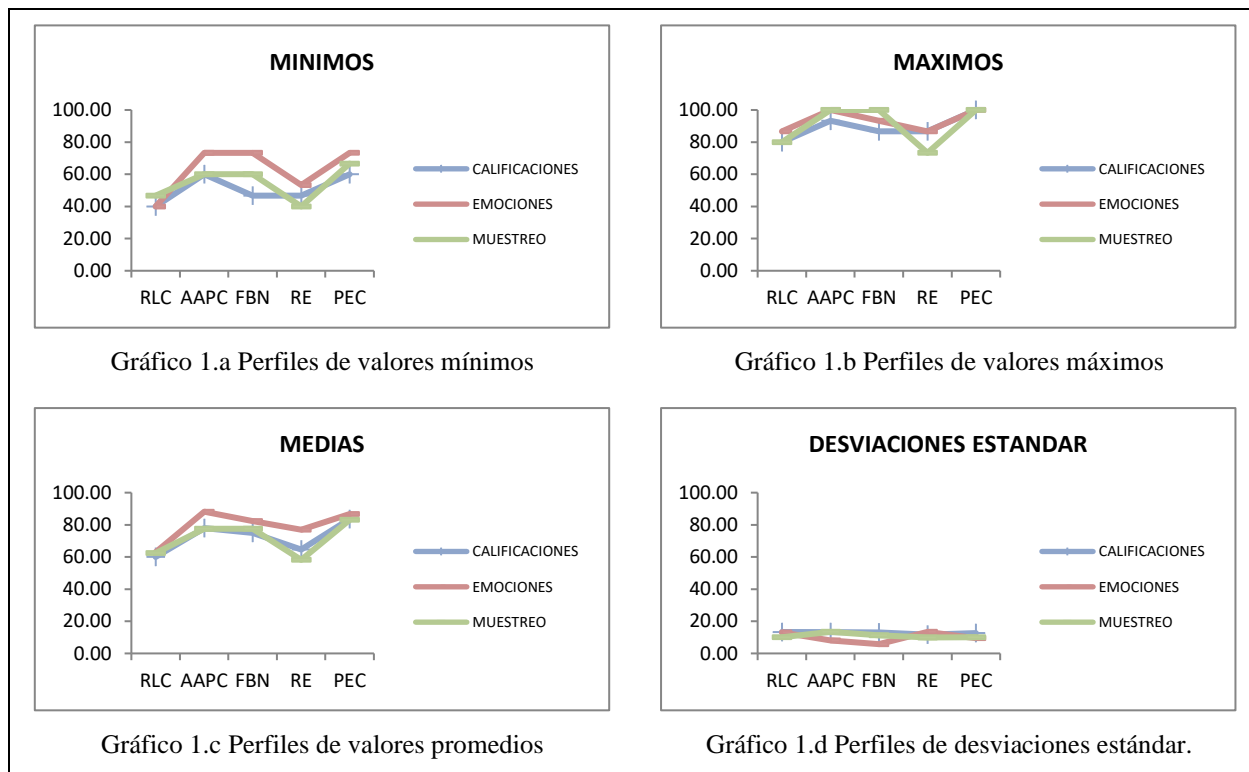 MINIMOS
100.00
80.00
60.00
40.00
20.00
0.00
RLC AAPC FBN RE PEC
CALIFICACIONES
EMOCIONES
MUESTREO
Gráfico 1.a Perfiles de valores mínimos
MAXIMOS
100.00
80.00
60.00
40.00
20.00
0.00
RLC AAPC FBN RE PEC
CALIFICACIONES
EMOCIONES
MUESTREO
Gráfico 1.b Perfiles de valores máximos
MEDIAS
100.00
80.00
60.00
40.00
20.00
0.00
RLC AAPC FBN RE PEC
CALIFICACIONES
EMOCIONES
MUESTREO
Gráfico 1.c Perfiles de valores promedios
DESVIACIONES ESTANDAR
100.00
80.00
60.00
40.00
20.00
0.00
RLC AAPC FBN RE PEC
CALIFICACIONES
EMOCIONES
MUESTREO
Gráfico 1.d Perfiles de desviaciones estándar.